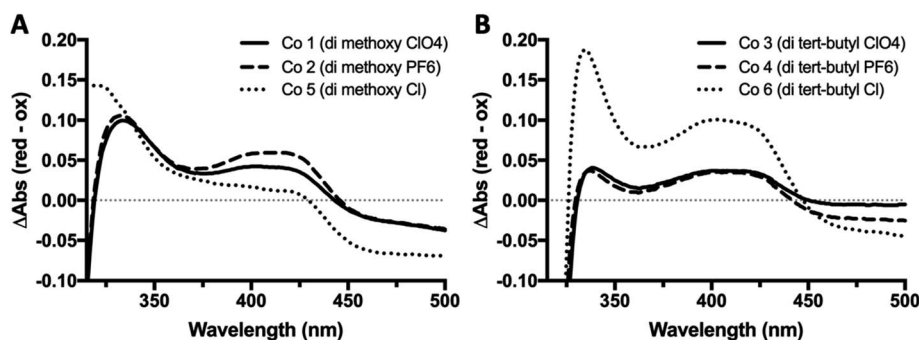 A
ΔAbs (red - ox)
0.20
0.15
0.10
0.05
0.00
-0.05
-0.10
Co 1 (di methoxy ClO4)
Co 2 (di methoxy PF6)
Co 5 (di methoxy Cl)
350
400
450
500
Wavelength (nm)
B
ΔAbs (red - ox)
0.20
0.15
0.10
0.05
0.00
-0.05
-0.10
Co 3 (di tert-butyl ClO4)
Co 4 (di tert-butyl PF6)
Co 6 (di tert-butyl Cl)
350
400
450
500
Wavelength (nm)